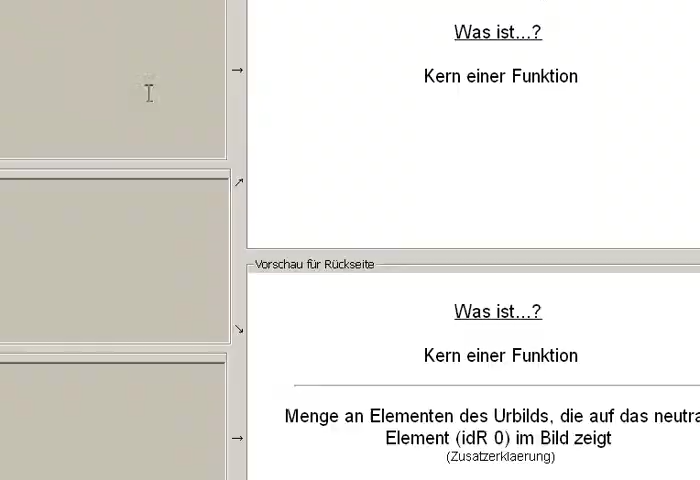 Was ist...?
Kern einer Funktion
Vorschau für Rückseite
Was ist...?
Kern einer Funktion
Menge an Elementen des Urbilds, die auf das neutra
Element (idR 0) im Bild zeigt
(Zusatzerklaerung)